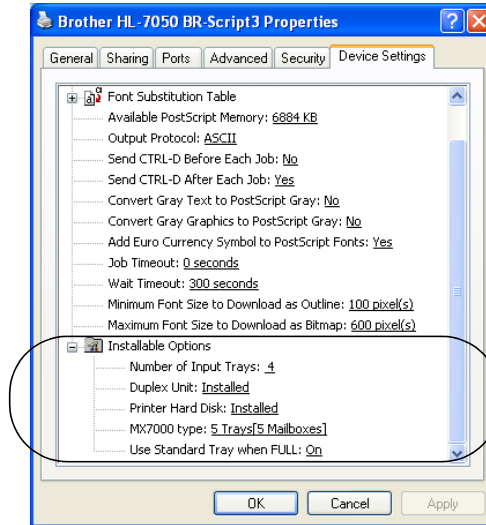 Brother HL-7050 BR-Script3 Properties
General Sharing Ports Advanced Security Device Settings
Font Substitution Table
Available PostScript Memory: 6884 KB
Output Protocol: ASCII
Send CTRL-D Before Each Job: No
Send CTRL-D After Each Job: Yes
Convert Gray Text to PostScript Gray: No
Convert Gray Graphics to PostScript Gray: No
Add Euro Currency Symbol to PostScript Fonts: Yes
Job Timeout: 0 seconds
Wait Timeout: 300 seconds
Minimum Font Size to Download as Outline: 100 pixel(s)
Maximum Font Size to Download as Bitmap: 600 pixel(s)
Installable Options
Number of Input Trays: 4
Duplex Unit: Installed
Printer Hard Disk: Installed
MX7000 type: 5 Trays[5 Mailboxes]
Use Standard Tray when FULL: On
OK Cancel Apply